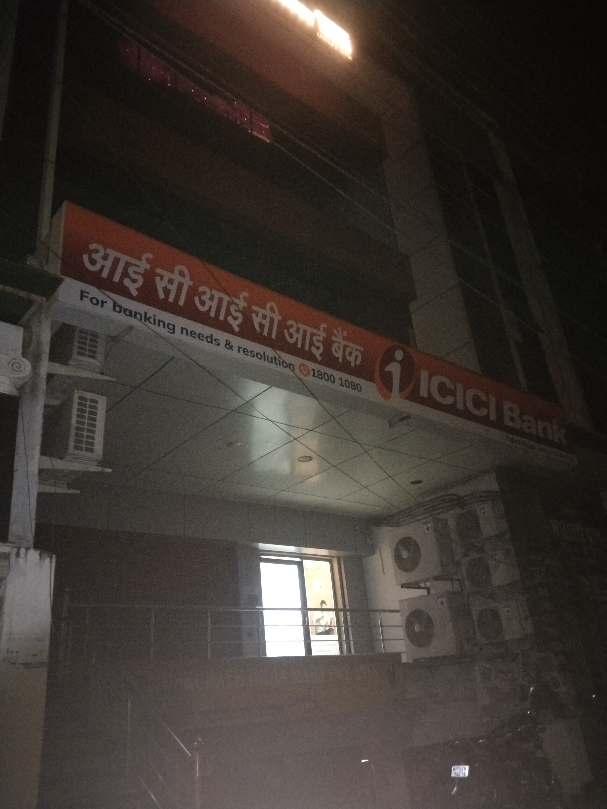 आई सी आई सी आई बैंक
For banking needs & resolution 1800 1080
ICICI Bank